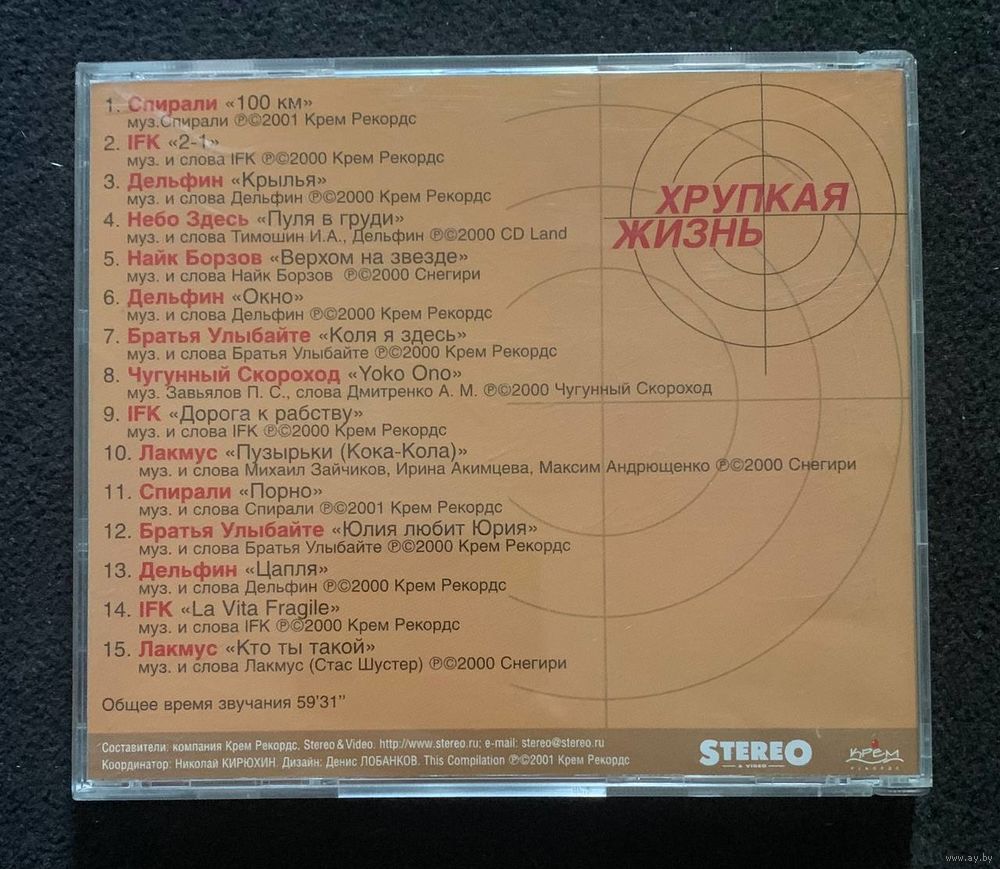 1. Спирали «100 км»
муз.Спирали ℗©2001 Крем Рекордс
2. IFK «2-1»
муз. и слова IFK ℗©2000 Крем Рекордс
3. Дельфин «Крылья»
муз. и слова Дельфин ℗©2000 Крем Рекордс
4. Небо Здесь «Пуля в груди»
муз. и слова Тимошин И.А., Дельфин ℗©2000 CD Land
5. Найк Борзов «Верхом на звезде»
муз. и слова Найк Борзов ℗©2000 Снегири
6. Дельфин «Окно»
муз. и слова Дельфин ℗©2000 Крем Рекордс
7. Братья Улыбайте «Коля я здесь»
муз. и слова Братья Улыбайте ℗©2000 Крем Рекордс
8. Чугунный Скороход «Yoko Ono»
муз. Завьялов П. С., слова Дмитренко А. М. ℗©2000 Чугунный Скороход
9. IFK «Дорога к рабству»
муз. и слова IFK ℗©2000 Крем Рекордс
10. Лакмус «Пузырьки (Кока-Кола)»
муз. и слова Михаил Зайчиков, Ирина Акимцева, Максим Андрющенко ℗©2000 Снегири
11. Спирали «Порно»
муз. и слова Спирали ℗©2001 Крем Рекордс
12. Братья Улыбайте «Юлия любит Юрия»
муз. и слова Братья Улыбайте ℗©2000 Крем Рекордс
13. Дельфин «Цапля»
муз. и слова Дельфин ℗©2000 Крем Рекордс
14. IFK «La Vita Fragile»
муз. и слова IFK ℗©2000 Крем Рекордс
15. Лакмус «Кто ты такой»
муз. и слова Лакмус (Стас Шустер) ℗©2000 Снегири
Общее время звучания 59'31’’
ХРУПКАЯ
ЖИЗНЬ
Составители: компания Крем Рекордс, Stereo & Video. http://www.stereo.ru; e-mail: stereo@stereo.ru
Координатор: Николай КИРЮХИН. Дизайн: Денис ЛОБАНКОВ. This Compilation ℗©2001 Крем Рекордс
STEREO
& VIDEO
Крем
РЕКОРДС
www.ay.by